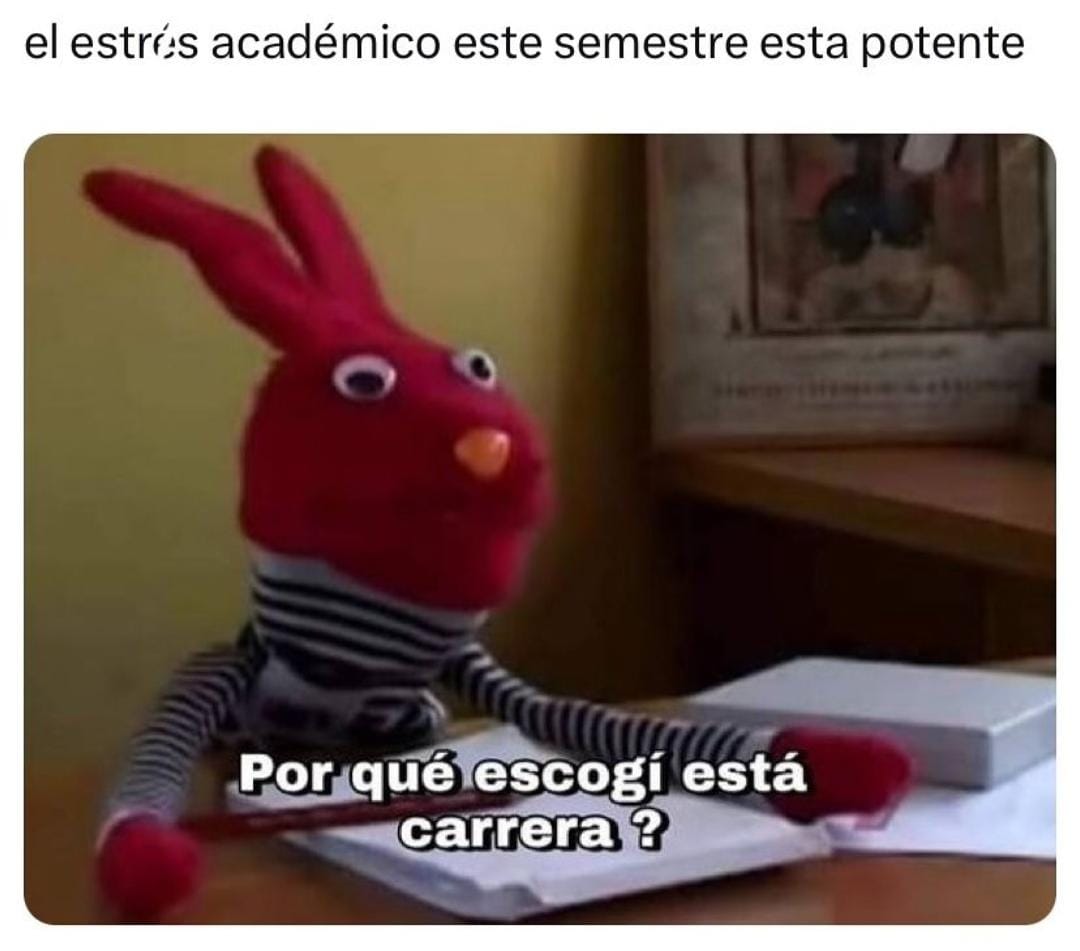 el estrés académico este semestre esta potente
Por qué escogí está
carrera ?